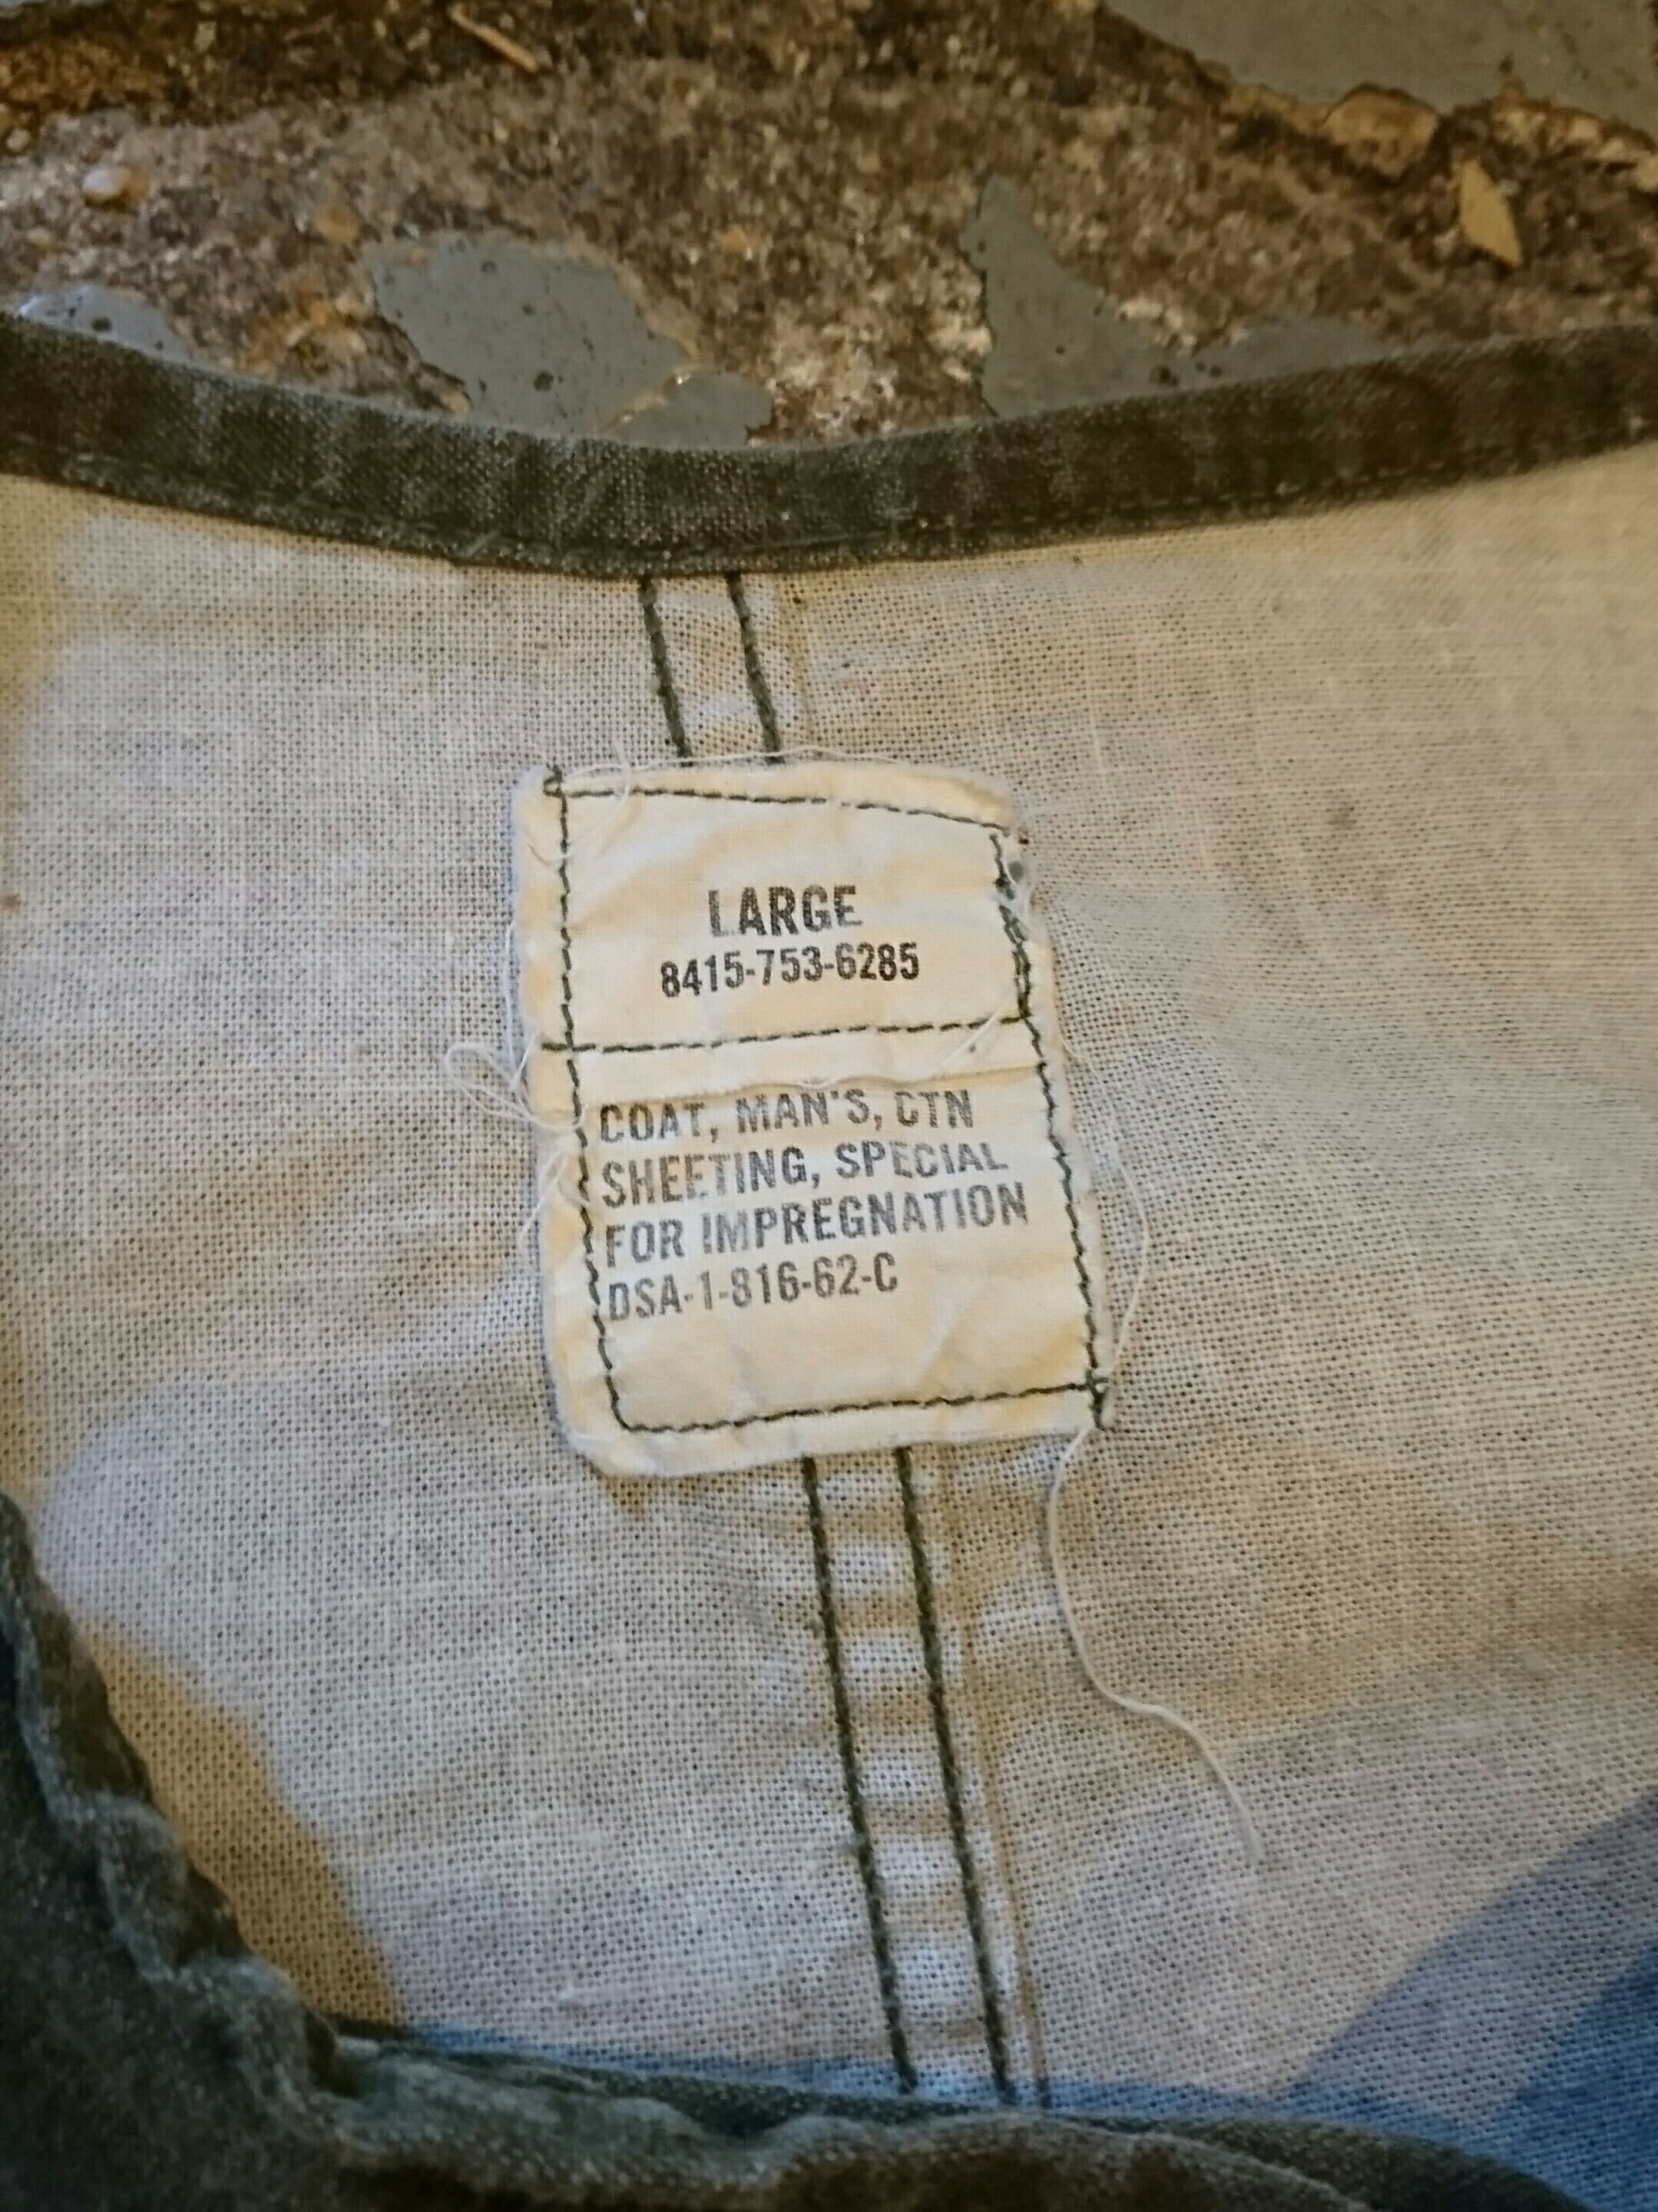 LARGE
8415-753-6285
COAT, MAN'S, CTN
SHEETING, SPECIAL
FOR IMPREGNATION
DSA-1-816-62-C